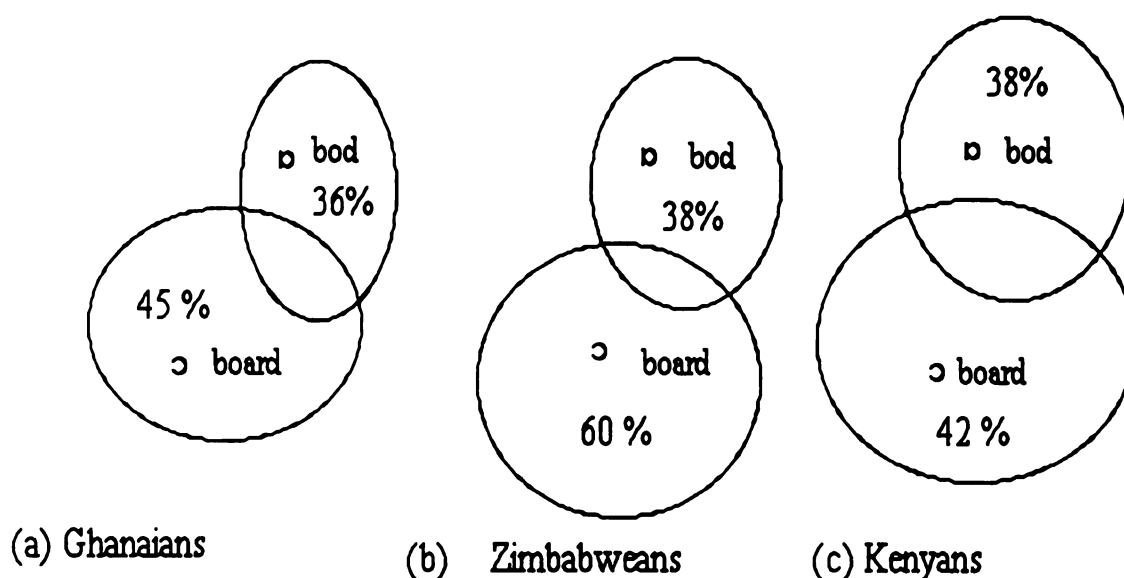 ɒ bod
36%
45 %
ɔ board
(a) Ghanaians
ɒ bod
38%
ɔ board
60 %
(b) Zimbabweans
38%
ɒ bod
ɔ board
42 %
(c) Kenyans